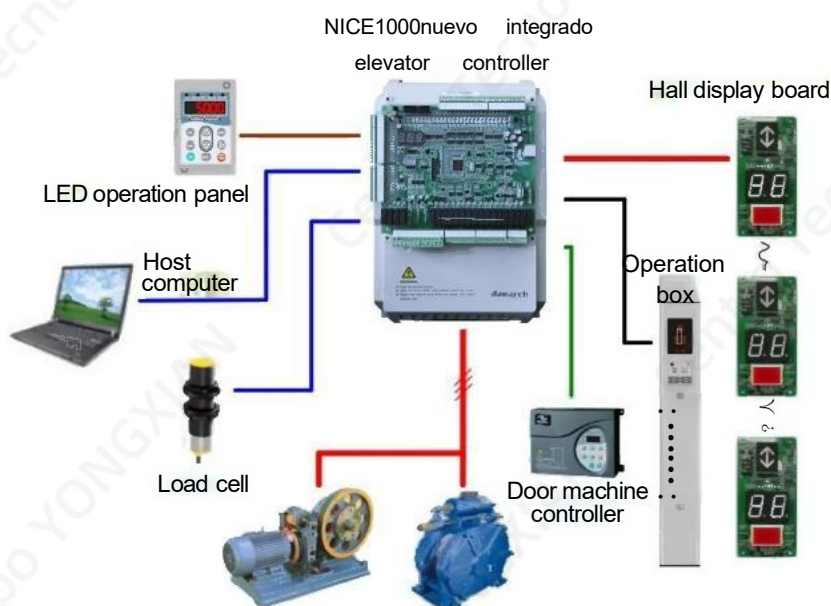 NICE1000nuevo integrado
elevator controller
Hall display board
5000
LED operation panel
Host
computer
Operation
box
Load cell
Door machine
controller